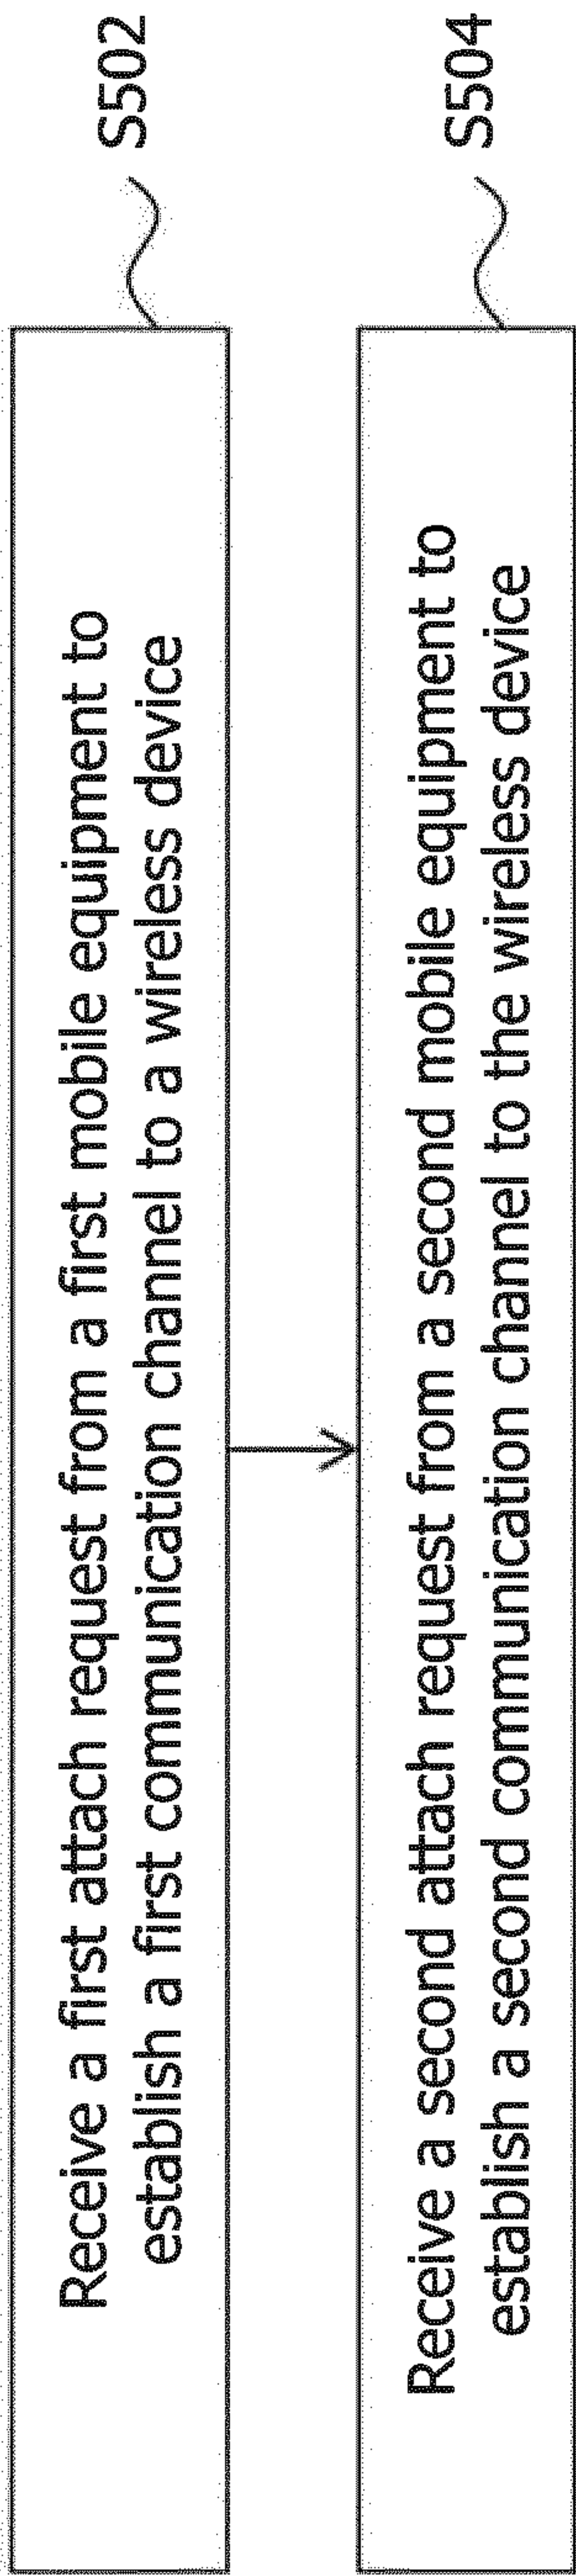 Receive a first attach request from a first mobile equipment to
establish a first communication channel to a wireless device
S502
Receive a second attach request from a second mobile equipment to
establish a second communication channel to the wireless device
S504